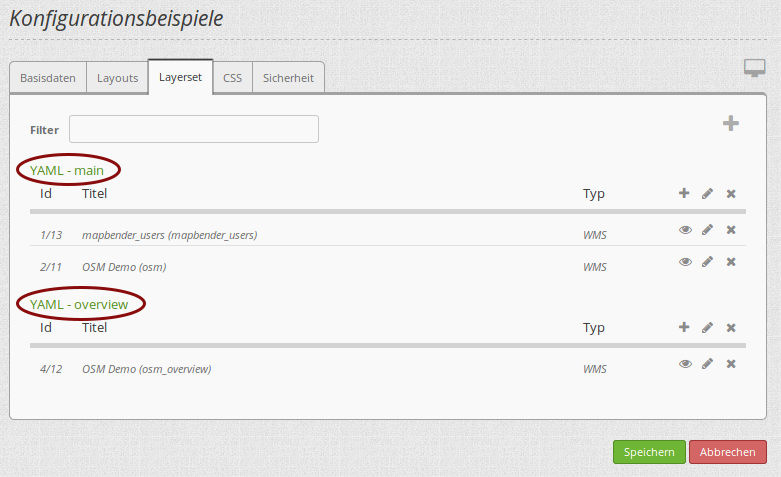 Konfigurationsbeispiele
Basisdaten Layouts Layerset CSS Sicherheit
Filter
YAML - main
Id Titel Typ
1/13 mapbender_users (mapbender_users) WMS
2/11 OSM Demo (osm) WMS
YAML - overview
Id Titel Typ
4/12 OSM Demo (osm_overview) WMS
Speichern Abbrechen